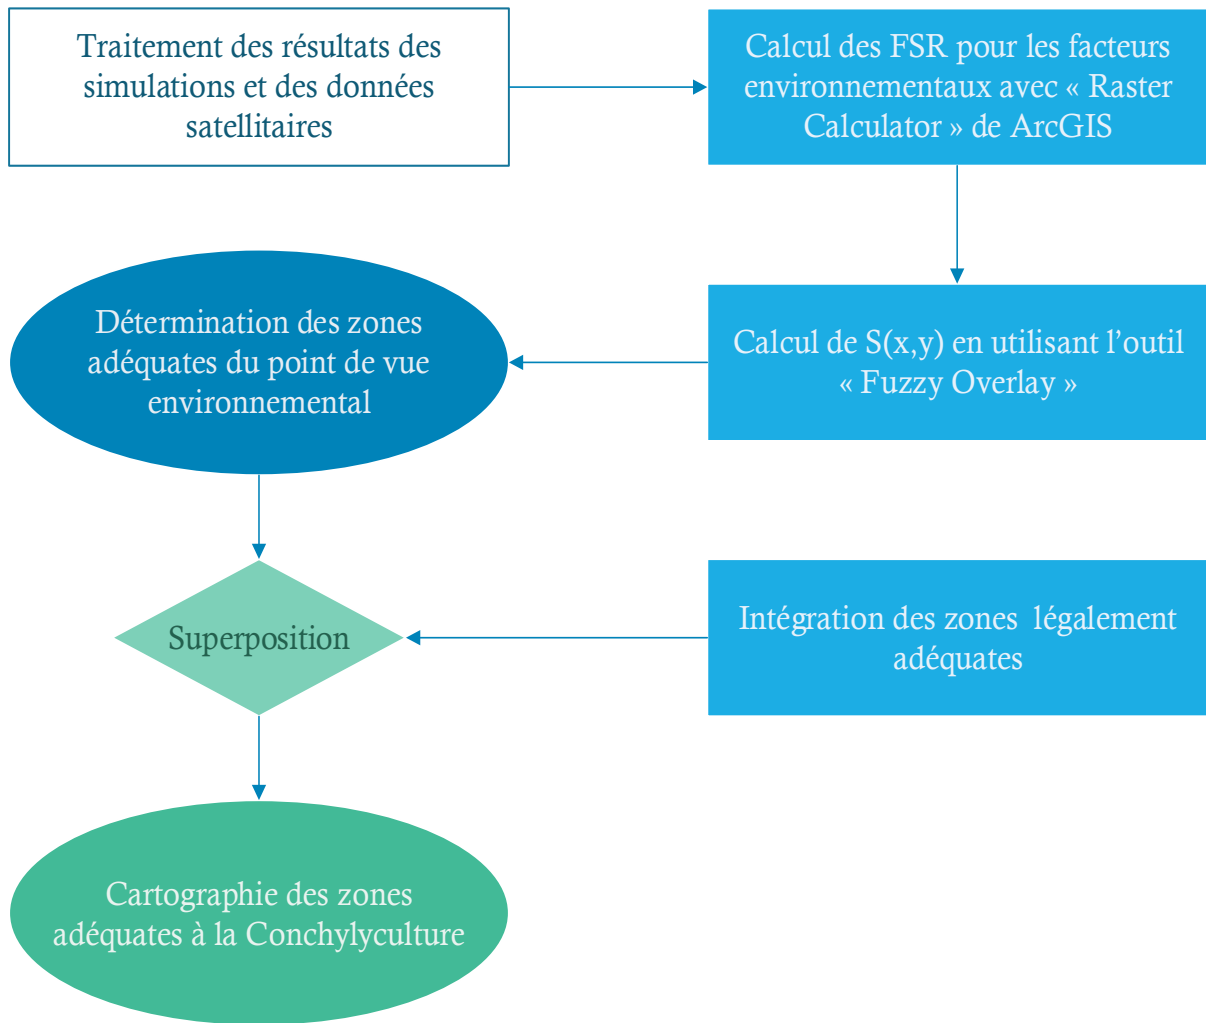 Traitement des résultats des
simulations et des données
satellitaires
Calcul des FSR pour les facteurs
environnementaux avec « Raster
Calculator » de ArcGIS
Calcul de S(x,y) en utilisant l’outil
« Fuzzy Overlay »
Détermination des zones
adéquates du point de vue
environnemental
Superposition
Intégration des zones légalement
adéquates
Cartographie des zones
adéquates à la Conchylyculture